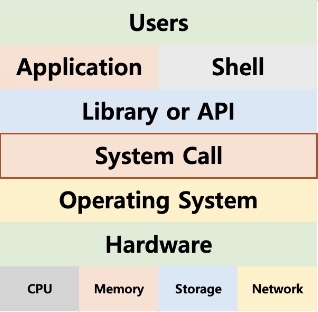 Users
Application Shell
Library or API
System Call
Operating System
Hardware
CPU Memory Storage Network